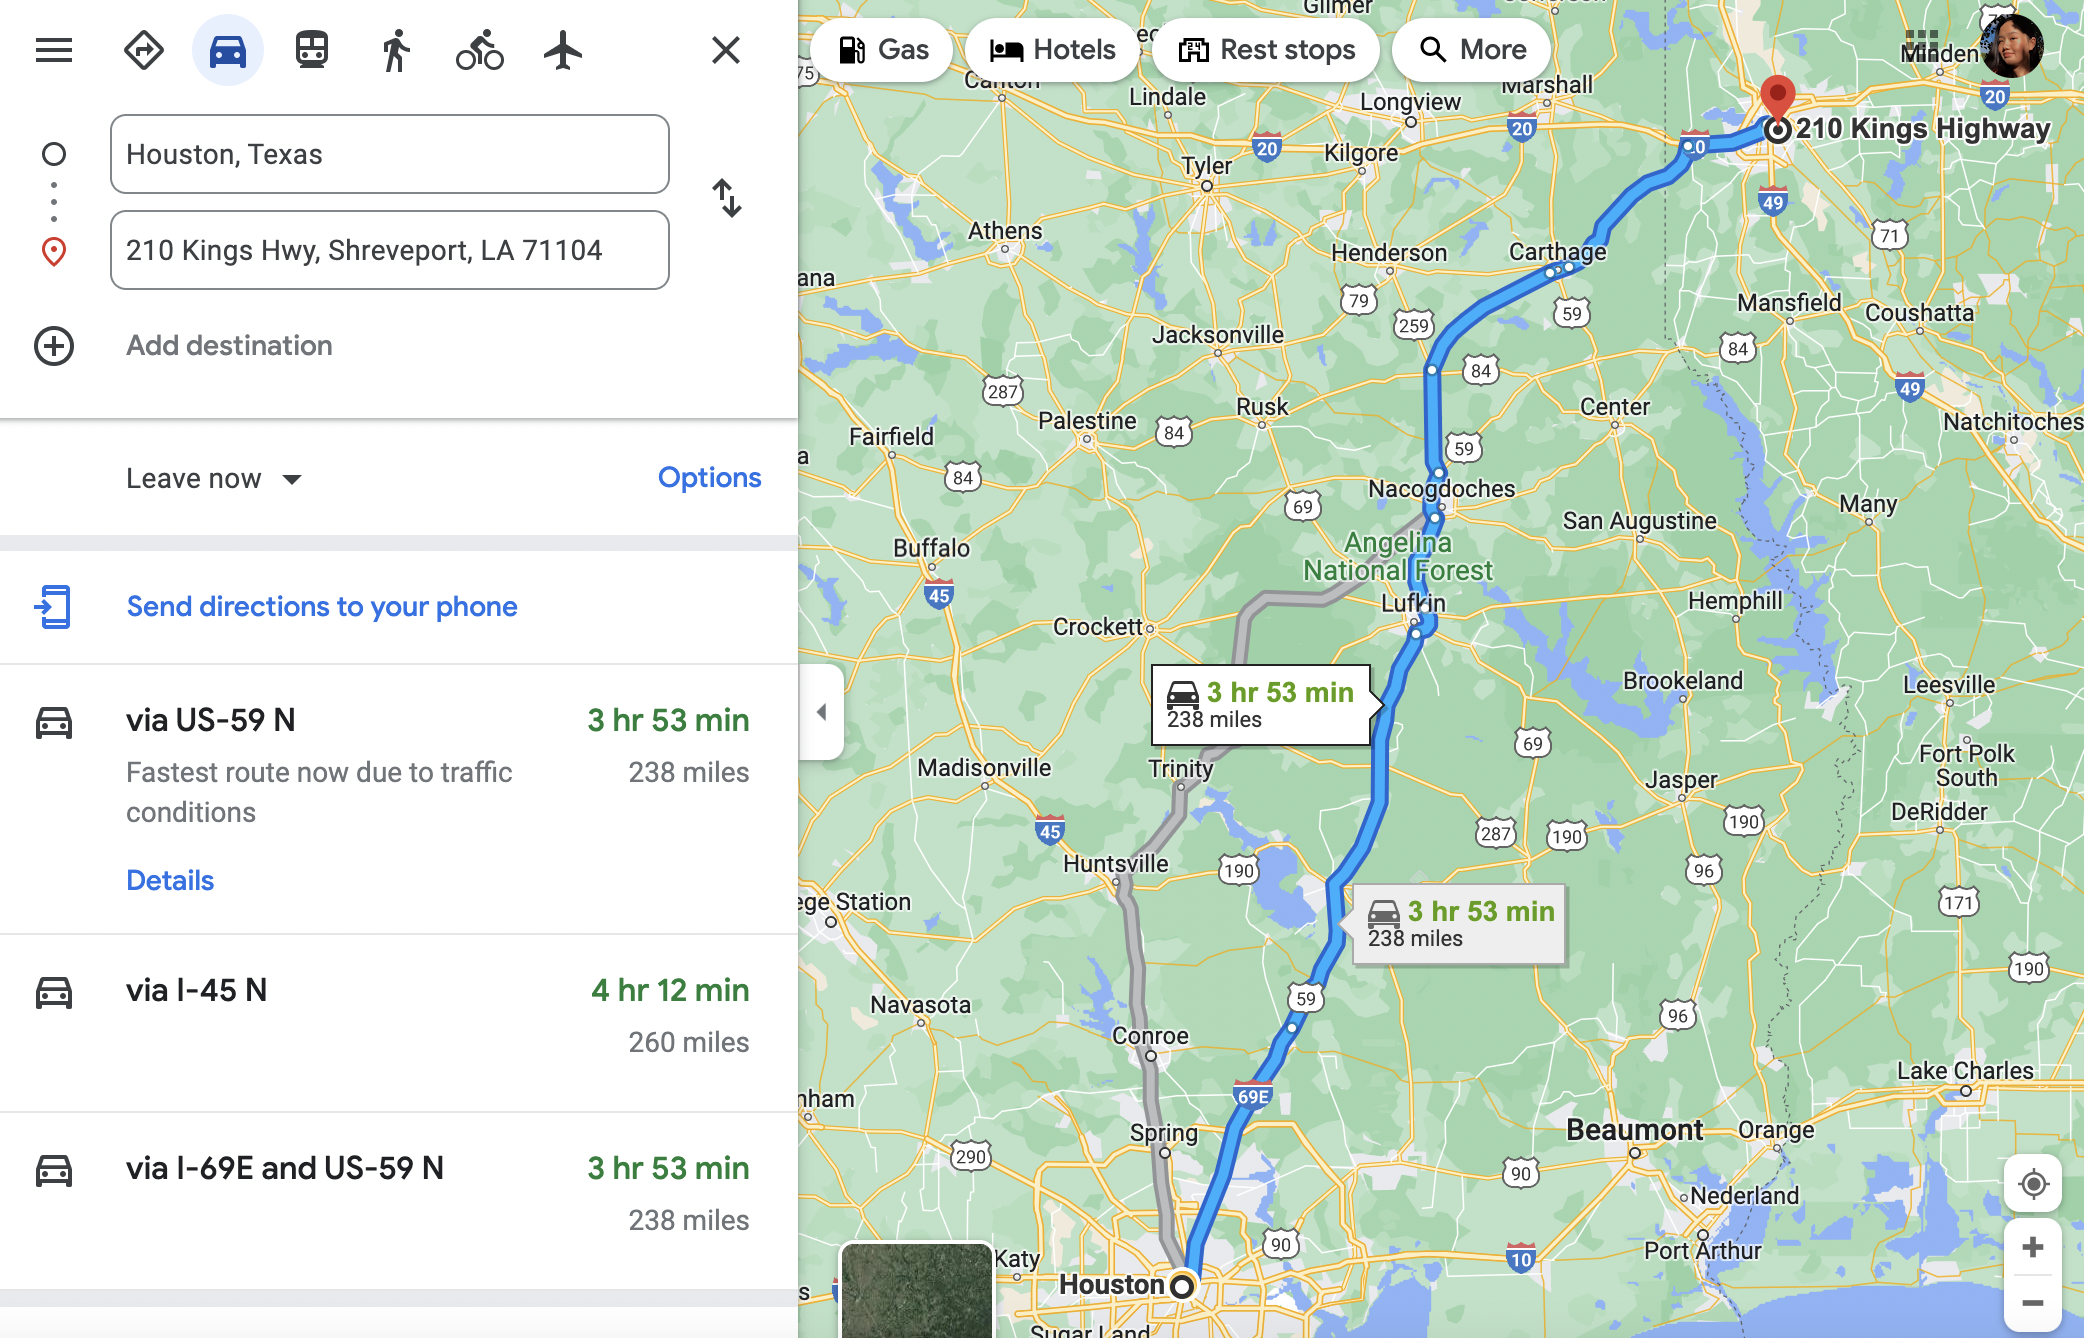 Houston, Texas
210 Kings Hwy, Shreveport, LA 71104
Add destination
Leave now
Options
Send directions to your phone
via US-59 N
3 hr 53 min
Fastest route now due to traffic
conditions
238 miles
Details
via I-45 N
4 hr 12 min
260 miles
via I-69E and US-59 N
3 hr 53 min
238 miles
Gas
Hotels
Rest stops
More
Gilmer
Minden
Canton
Lindale
Longview
Marshall
20
20
20
210 Kings Highway
Kilgore
Tyler
49
Athens
Henderson
Carthage
71
ana
79
259
59
Mansfield
Coushatta
Jacksonville
84
84
287
49
Rusk
Center
Palestine
84
Natchitoches
Fairfield
59
84
Nacogdoches
69
Many
San Augustine
Buffalo
Angelina
National Forest
45
Lufkin
Hemphill
Crockett
3 hr 53 min
238 miles
Brookeland
Leesville
69
Fort Polk
South
Madisonville
Trinity
Jasper
DeRidder
45
287
190
190
Huntsville
190
96
ege Station
171
3 hr 53 min
238 miles
190
Navasota
59
96
Conroe
Lake Charles
69E
nham
Spring
Beaumont
Orange
290
90
Nederland
90
Port Arthur
Katy
10
Houston
Sugar Land